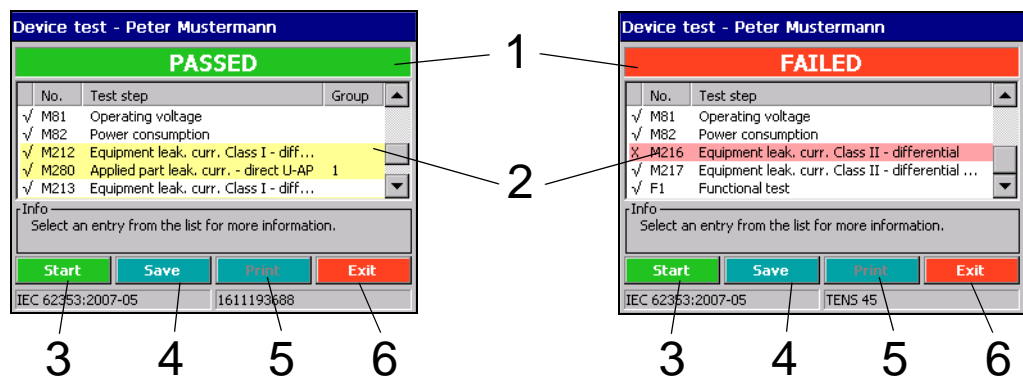 Device test - Peter Mustermann
PASSED
No. Test step Group
√ M81 Operating voltage
√ M82 Power consumption
√ M212 Equipment leak. curr. Class I - diff...
√ M280 Applied part leak. curr. - direct U-AP 1
√ M213 Equipment leak. curr. Class I - diff...
Info
Select an entry from the list for more information.
Start Save Print Exit
IEC 62353:2007-05 1611193688
3 4 5 6
1
2
Device test - Peter Mustermann
FAILED
No. Test step
√ M81 Operating voltage
√ M82 Power consumption
X M216 Equipment leak. curr. Class II - differential
√ M217 Equipment leak. curr. Class II - differential ...
√ F1 Functional test
Info
Select an entry from the list for more information.
Start Save Print Exit
IEC 62353:2007-05 TENS 45
3 4 5 6